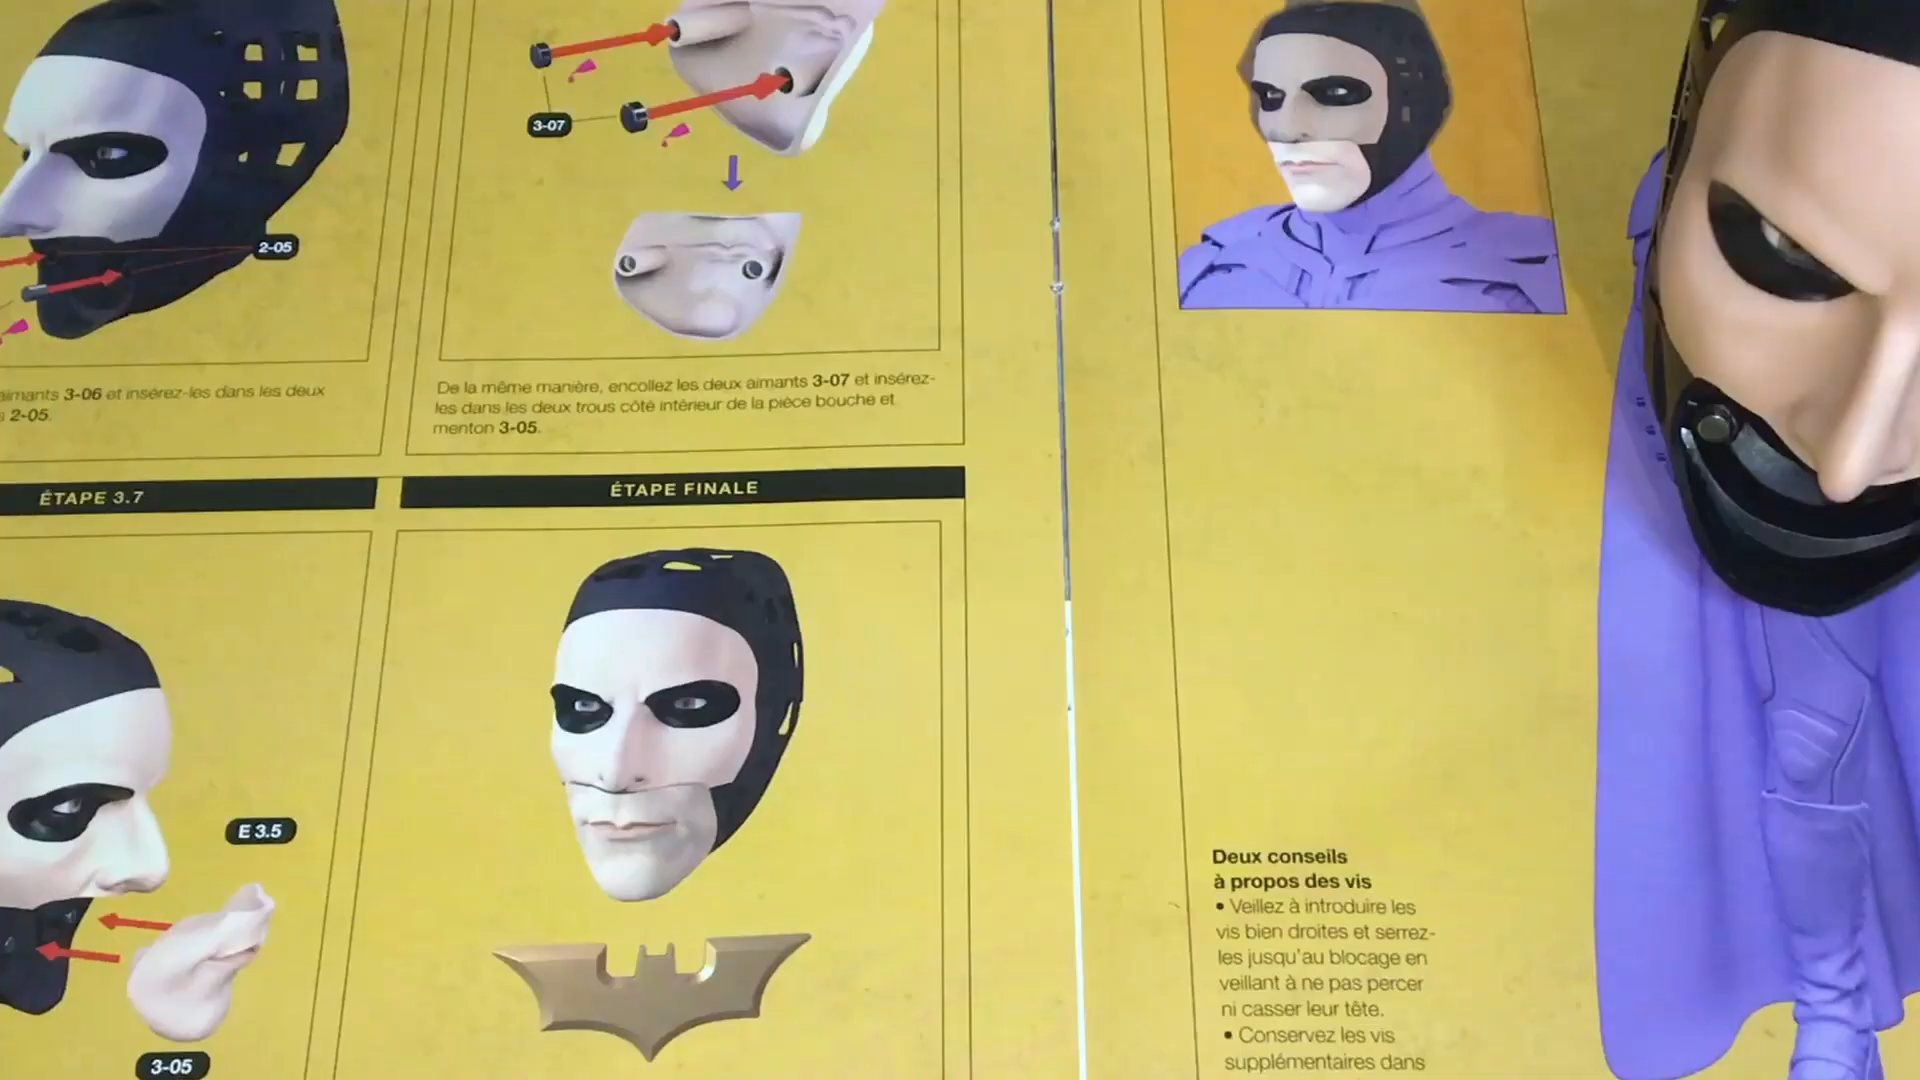 3-07
2-05
aimants 3-06 et insérez-les dans les deux
2-05.
De la même manière, encollez les deux aimants 3-07 et insérez-
les dans les deux trous côté intérieur de la pièce bouche et
menton 3-05.
ÉTAPE 3.7
E 3.5
3-05
ÉTAPE FINALE
Deux conseils
à propos des vis
• Veillez à introduire les
vis bien droites et serrez-
les jusqu'au blocage en
veillant à ne pas percer
ni casser leur tête.
• Conservez les vis
supplémentaires dans